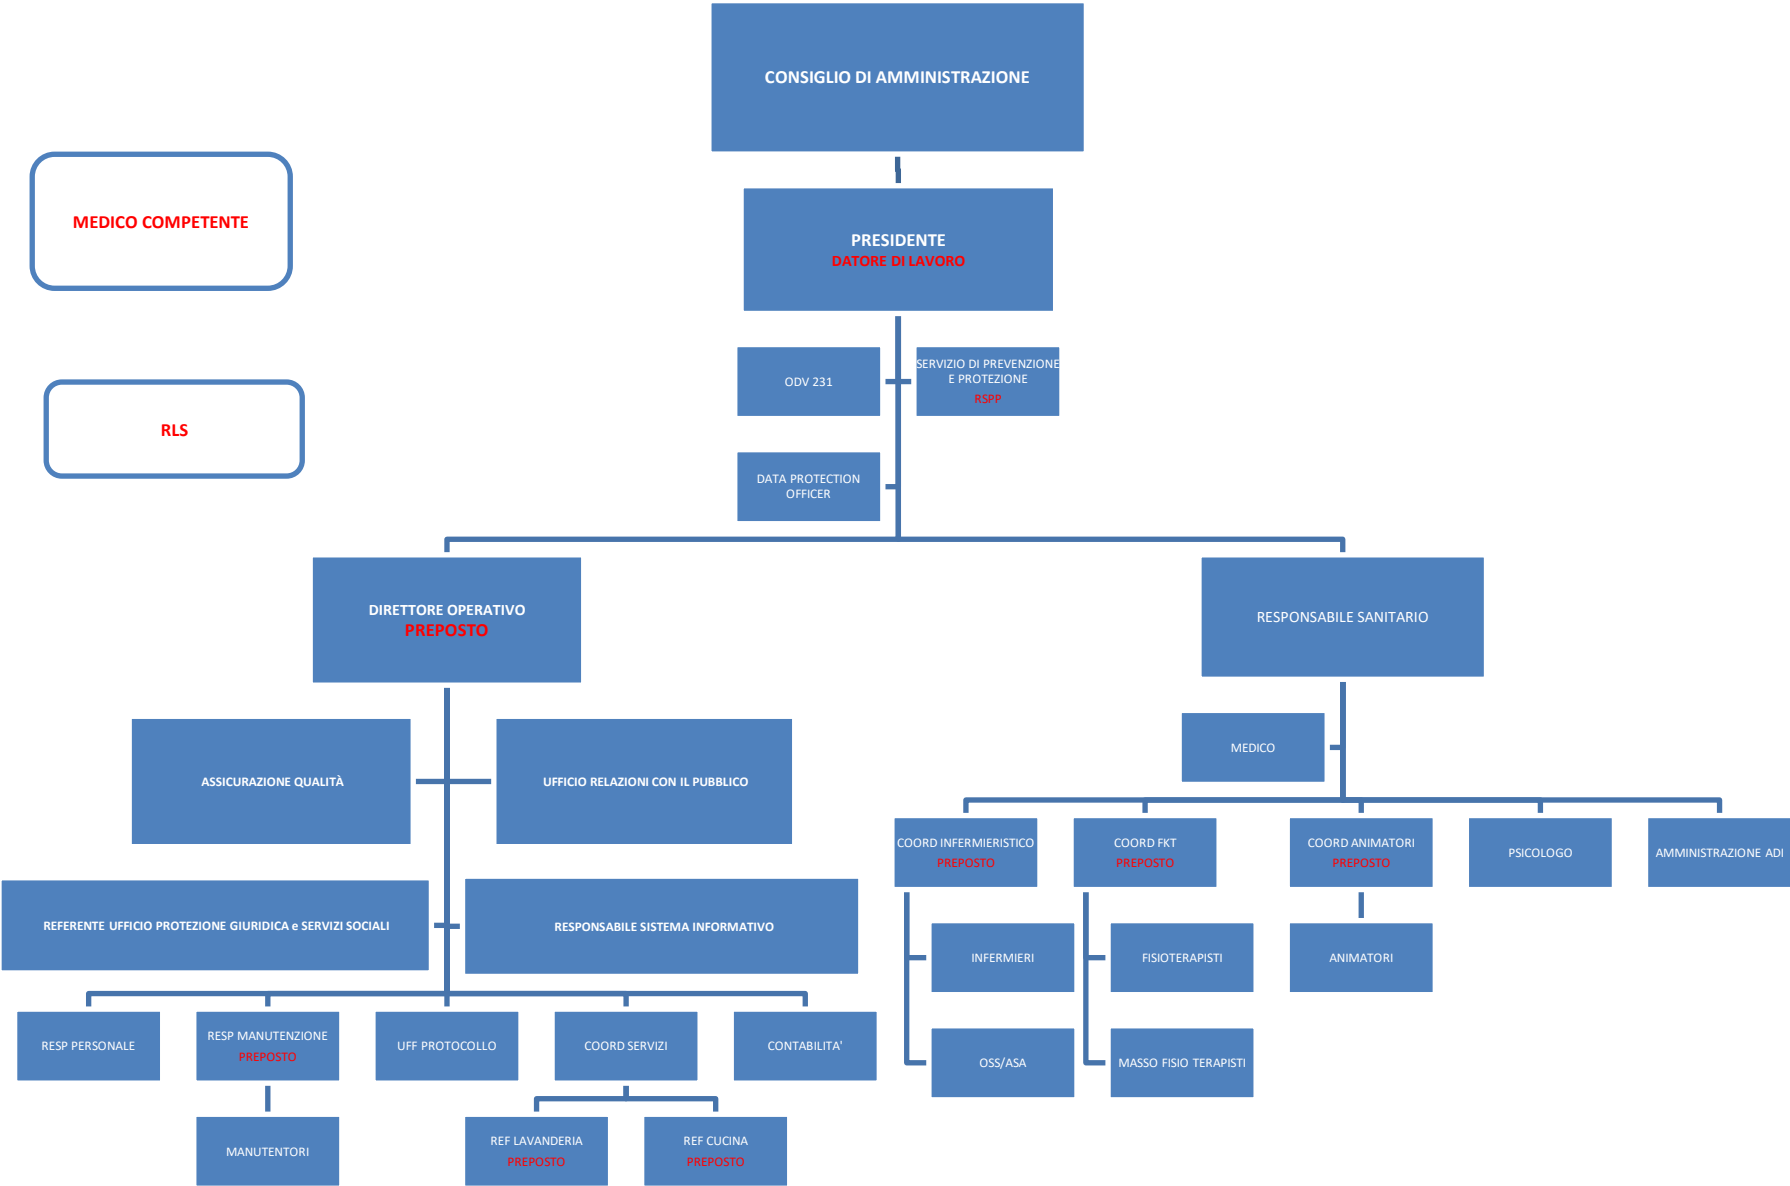 CONSIGLIO DI AMMINISTRAZIONE
MEDICO COMPETENTE
PRESIDENTE
DATORE DI LAVORO
ODV 231
SERVIZIO DI PREVENZIONE
E PROTEZIONE
RSPP
RLS
DATA PROTECTION
OFFICER
DIRETTORE OPERATIVO
PREPOSTO
RESPONSABILE SANITARIO
ASSICURAZIONE QUALITÀ
UFFICIO RELAZIONI CON IL PUBBLICO
MEDICO
REFERENTE UFFICIO PROTEZIONE GIURIDICA e SERVIZI SOCIALI
RESPONSABILE SISTEMA INFORMATIVO
COORD INFERMIERISTICO
PREPOSTO
COORD FKT
PREPOSTO
COORD ANIMATORI
PREPOSTO
PSICOLOGO
AMMINISTRAZIONE ADI
INFERMIERI
FISIOTERAPISTI
ANIMATORI
OSS/ASA
MASSO FISIO TERAPISTI
RESP PERSONALE
RESP MANUTENZIONE
PREPOSTO
UFF PROTOCOLLO
COORD SERVIZI
CONTABILITA'
MANUTENTORI
REF LAVANDERIA
PREPOSTO
REF CUCINA
PREPOSTO